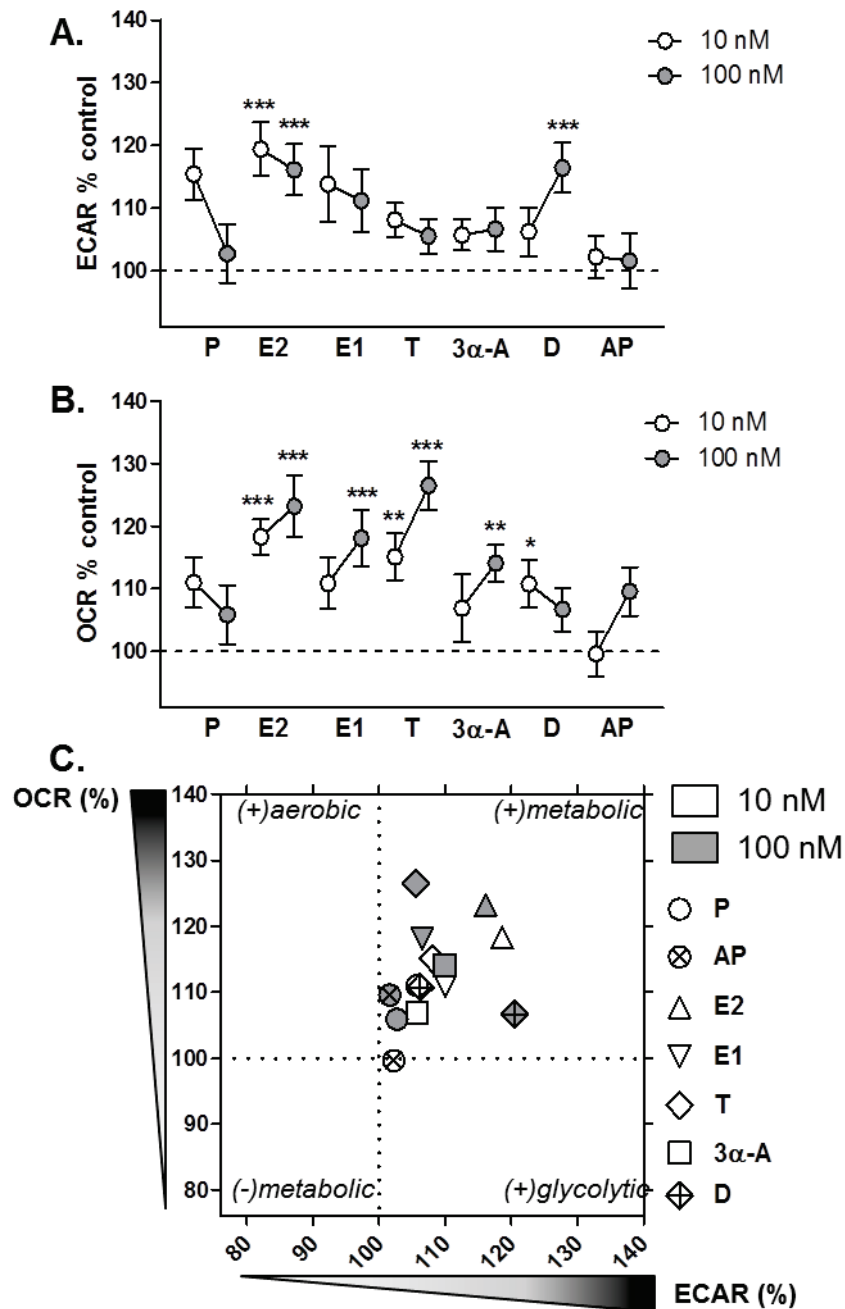 A.
ECAR % control
140
130
120
110
100
*** *** ***
10 nM
100 nM
P E2 E1 T 3α-A D AP
B.
OCR % control
140
130
120
110
100
*** *** *** ** *** ** *
10 nM
100 nM
P E2 E1 T 3α-A D AP
C.
OCR (%)
140
130
120
110
100
90
80
(+)aerobic (+)metabolic
(-)metabolic (+)glycolytic
80 90 100 110 120 130 140
ECAR (%)
10 nM
100 nM
P
AP
E2
E1
T
3α-A
D